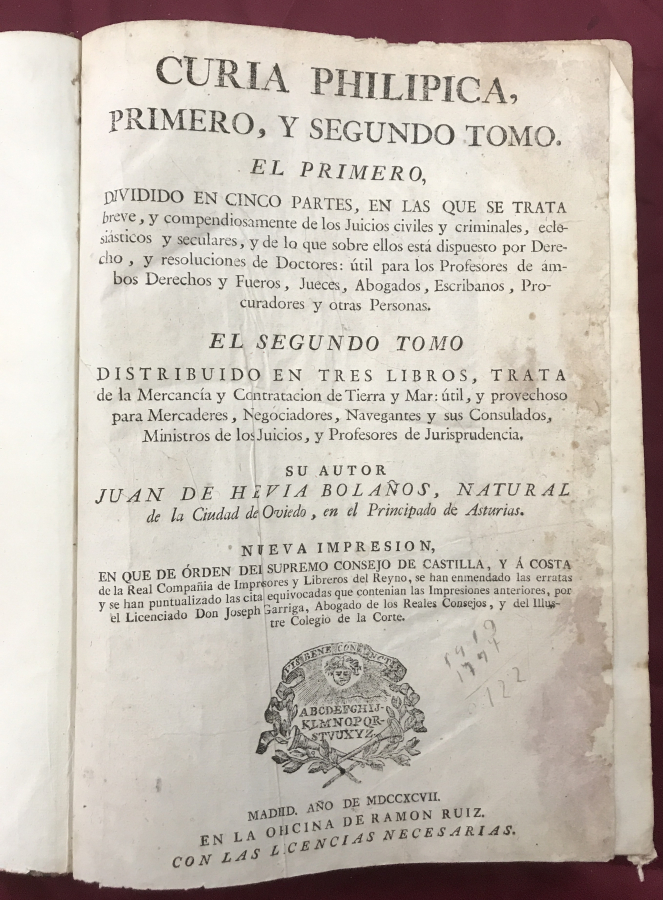 CURIA PHILIPICA,
PRIMERO, Y SEGUNDO TOMO.
EL PRIMERO,
DIVIDIDO EN CINCO PARTES, EN LAS QUE SE TRATA
breve, y compendiosamente de los Juicios civiles y criminales, ecle-
siásticos y seculares, y de lo que sobre ellos está dispuesto por Dere-
cho, y resoluciones de Doctores: útil para los Profesores de ám-
bos Derechos y Fueros, Jueces, Abogados, Escribanos, Pro-
curadores y otras Personas.
EL SEGUNDO TOMO
DISTRIBUIDO EN TRES LIBROS, TRATA
de la Mercancía y Contratacion de Tierra y Mar: útil, y provechoso
para Mercaderes, Negociadores, Navegantes y sus Consulados,
Ministros de los Juicios, y Profesores de Jurisprudencia.
SU AUTOR
JUAN DE HEVIA BOLAÑOS, NATURAL
de la Ciudad de Oviedo, en el Principado de Asturias.
NUEVA IMPRESION,
EN QUE DE ÓRDEN DEL SUPREMO CONSEJO DE CASTILLA, Y Á COSTA
de la Real Compañia de Impresores y Libreros del Reyno, se han enmendado las erratas
y se han puntualizado las cita equivocadas que contenian las Impresiones anteriores, por
el Licenciado Don Joseph Garriga, Abogado de los Reales Consejos, y del Illus-
tre Colegio de la Corte.
BENE
ABCDEFGHIJ-
KLMNOPQR-
STVUXYZ
122
MADIID. AÑO DE MDCCXCVII.
EN LA OHCINA DE RAMON RUIZ.
CON LAS LICENCIAS NECESARIAS.